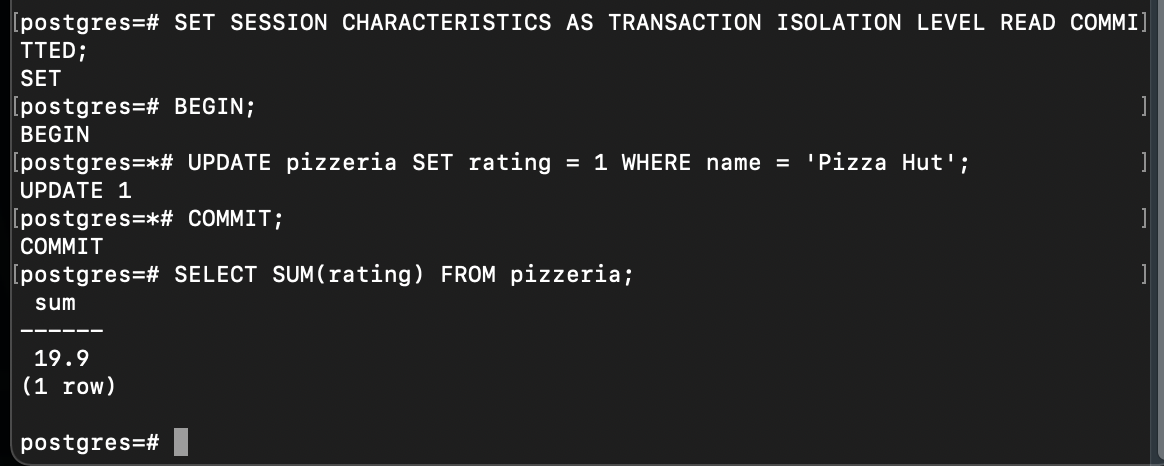 [postgres=# SET SESSION CHARACTERISTICS AS TRANSACTION ISOLATION LEVEL READ COMMI]
TTED;
SET
[postgres=# BEGIN; ]
BEGIN
[postgres=*# UPDATE pizzeria SET rating = 1 WHERE name = 'Pizza Hut'; ]
UPDATE 1
[postgres=*# COMMIT; ]
COMMIT
[postgres=# SELECT SUM(rating) FROM pizzeria; ]
sum
------
19.9
(1 row)
postgres=#